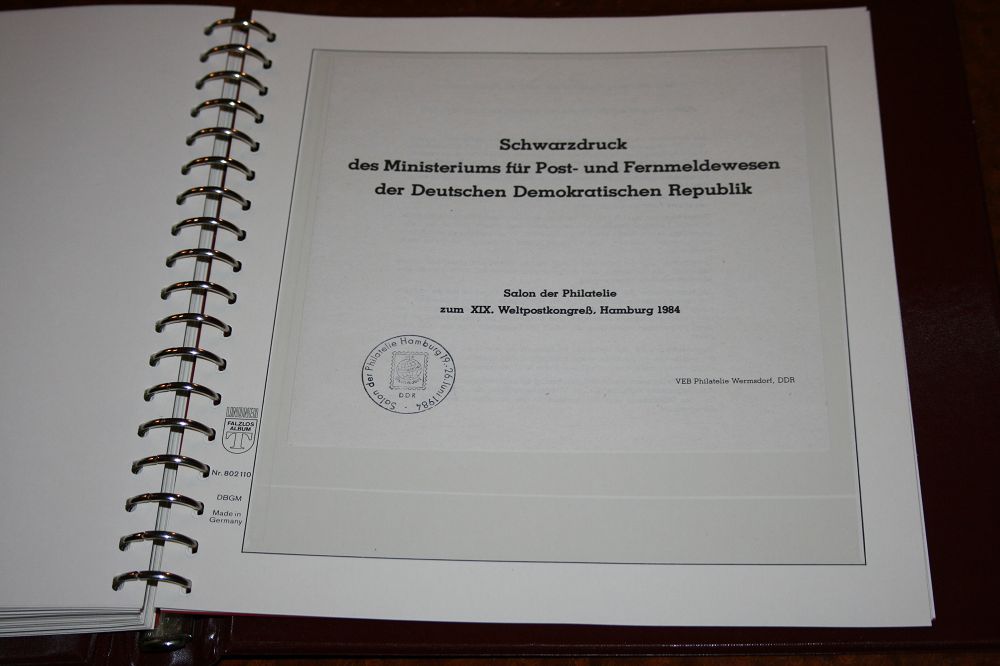 Schwarzdruck
des Ministeriums für Post- und Fernmeldewesen
der Deutschen Demokratischen Republik
Salon der Philatelie
zum XIX. Weltpostkongreß, Hamburg 1984
Salon der Philatelie Hamburg 19.-26. Juni 1984
DDR
VEB Philatelie Wermsdorf, DDR
LINDNER
FALZLOS
ALBUM
T
Nr. 802110
DBGM
Made in
Germany